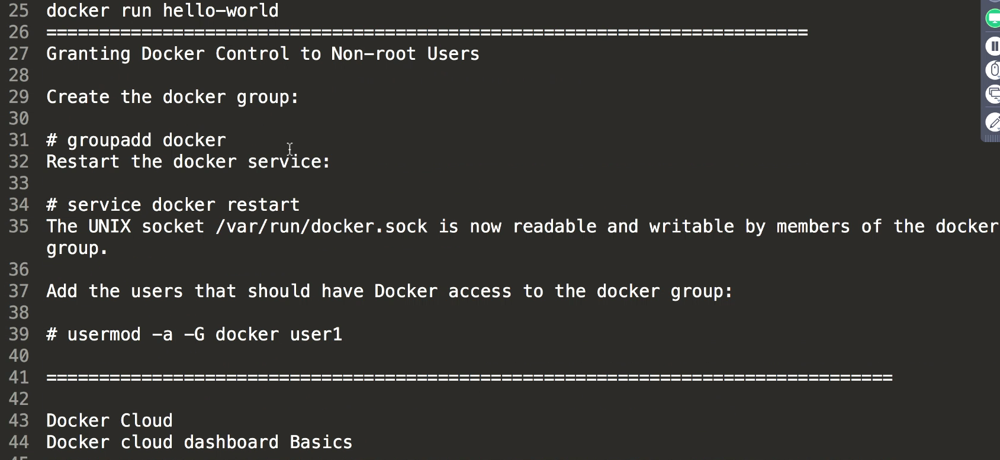 25 docker run hello-world
26 ========================================================================
27 Granting Docker Control to Non-root Users
28
29 Create the docker group:
30
31 # groupadd docker
32 Restart the docker service:
33
34 # service docker restart
35 The UNIX socket /var/run/docker.sock is now readable and writable by members of the docker
group.
36
37 Add the users that should have Docker access to the docker group:
38
39 # usermod -a -G docker user1
40
41 ================================================================================
42
43 Docker Cloud
44 Docker cloud dashboard Basics